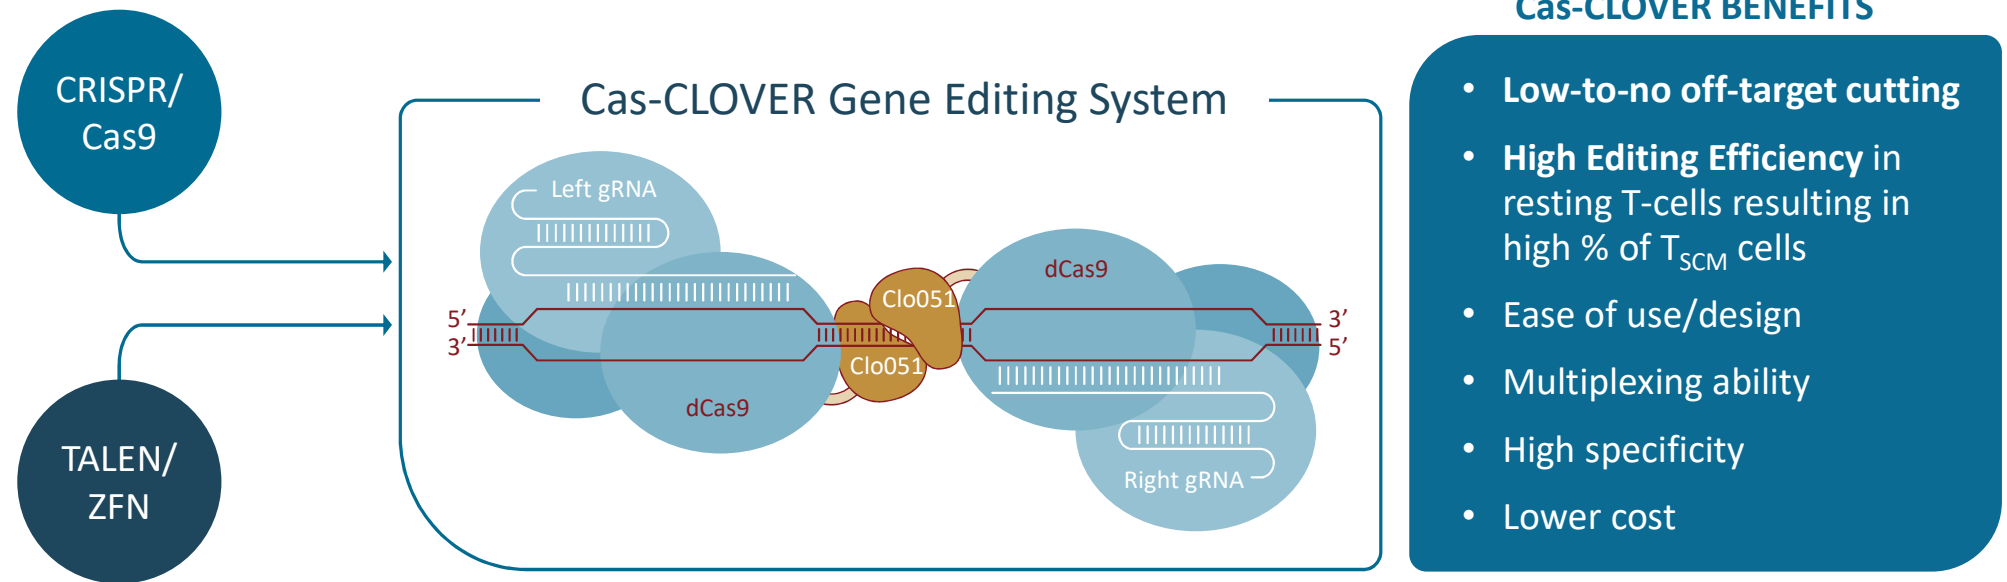 Cas-CLOVER BENEFITS
CRISPR/
Cas9
TALEN/
ZFN
Cas-CLOVER Gene Editing System
Left gRNA
dCas9
Clo051
5’
3’
3’
5’
Clo051
dCas9
Right gRNA
• Low-to-no off-target cutting
• High Editing Efficiency in
resting T-cells resulting in
high % of TSCM cells
• Ease of use/design
• Multiplexing ability
• High specificity
• Lower cost